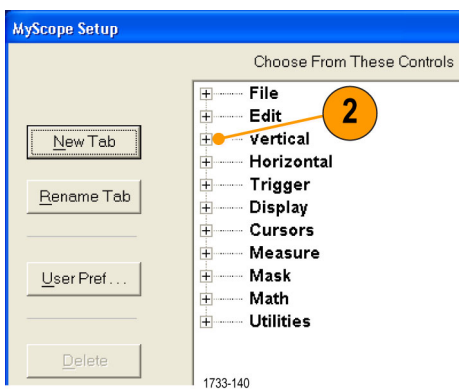 MyScope Setup
Choose From These Controls
File
Edit
2
Vertical
New Tab
Horizontal
Trigger
Rename Tab
Display
Cursors
Measure
User Pref...
Mask
Math
Utilities
Delete
1733-140